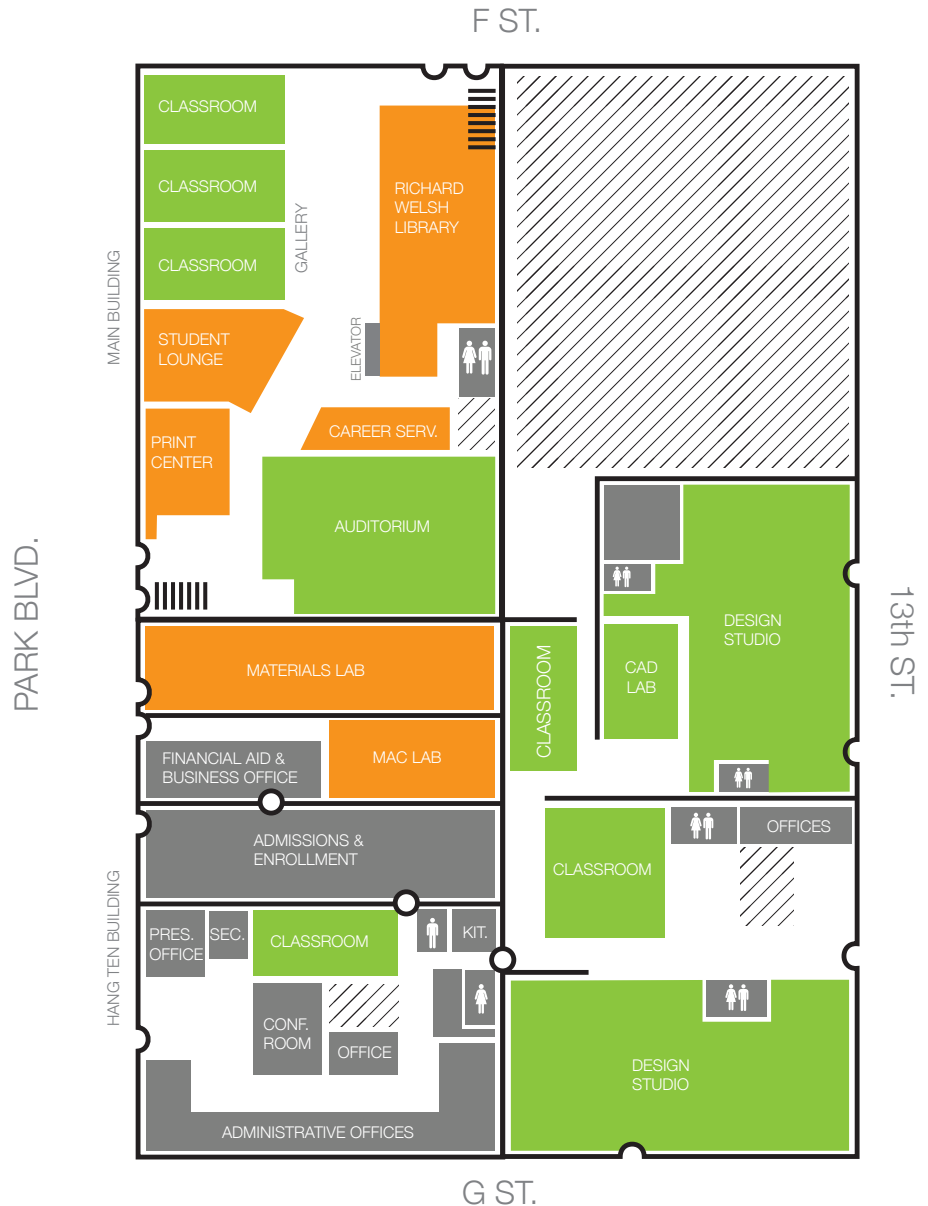 F ST.
CLASSROOM
CLASSROOM
CLASSROOM
GALLERY
RICHARD
WELSH
LIBRARY
MAIN BUILDING
STUDENT
LOUNGE
ELEVATOR
CAREER SERV.
PRINT
CENTER
AUDITORIUM
PARK BLVD.
13th ST.
DESIGN
STUDIO
CAD
LAB
CLASSROOM
MATERIALS LAB
FINANCIAL AID &
BUSINESS OFFICE
MAC LAB
ADMISSIONS &
ENROLLMENT
OFFICES
CLASSROOM
HANG TEN BUILDING
PRES.
OFFICE
SEC.
CLASSROOM
KIT.
CONF.
ROOM
OFFICE
DESIGN
STUDIO
ADMINISTRATIVE OFFICES
G ST.